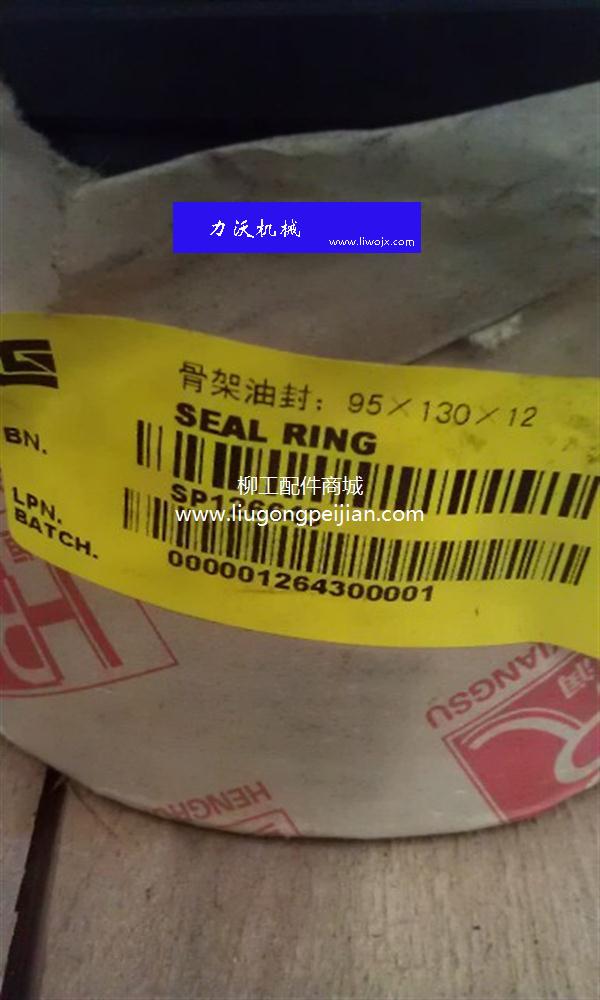 力沃机械
www.liwojx.com
骨架油封：95×130×12
SEAL RING
BN.
柳工配件商城
www.liugongpeijian.com
LPN.
BATCH.
000001264300001
JIANGSU